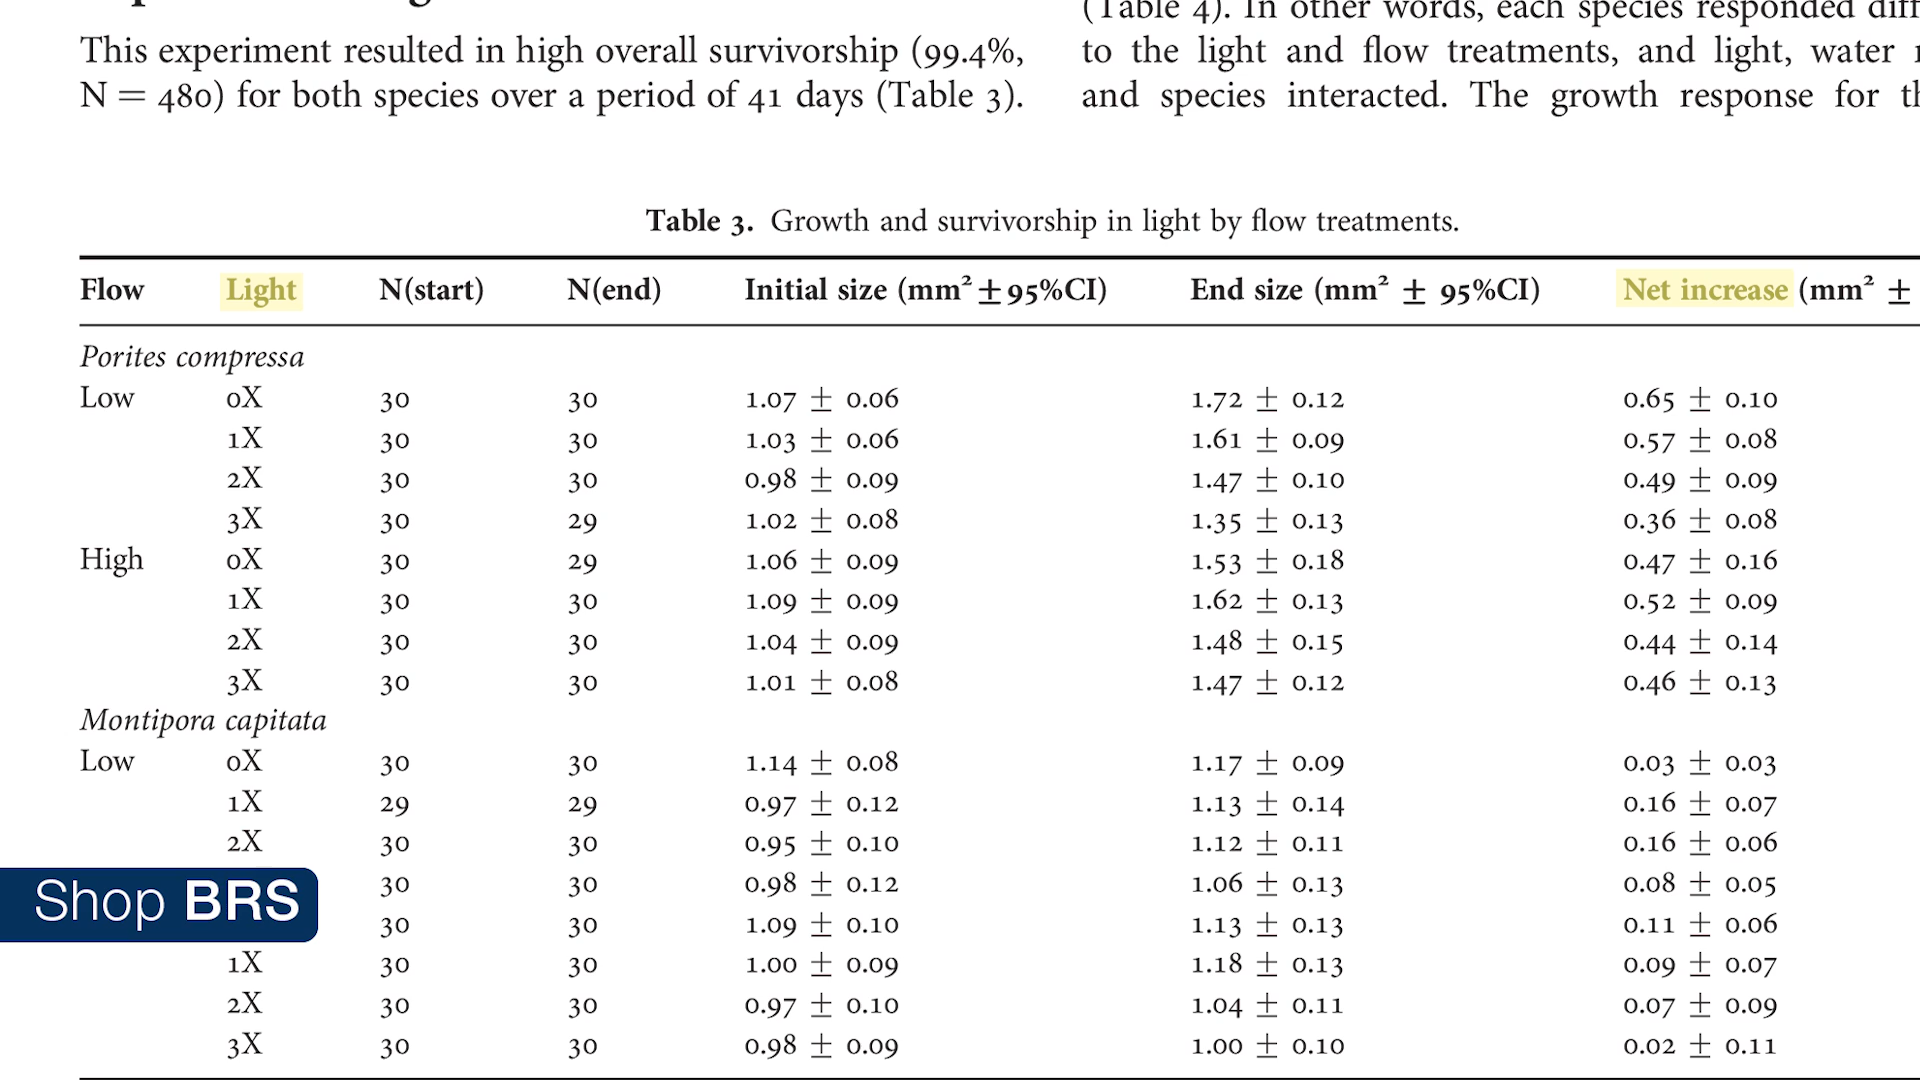 This experiment resulted in high overall survivorship (99.4%,
N = 480) for both species over a period of 41 days (Table 3).
(Table 4). In other words, each species responded
to the light and flow treatments, and light, water
and species interacted. The growth response for
Table 3. Growth and survivorship in light by flow treatments.
Flow Light N(start) N(end) Initial size (mm² ± 95%CI) End size (mm² ± 95%CI) Net increase (mm² ±
Porites compressa
Low 0X 30 30 1.07 ± 0.06 1.72 ± 0.12 0.65 ± 0.10
1X 30 30 1.03 ± 0.06 1.61 ± 0.09 0.57 ± 0.08
2X 30 30 0.98 ± 0.09 1.47 ± 0.10 0.49 ± 0.09
3X 30 29 1.02 ± 0.08 1.35 ± 0.13 0.36 ± 0.08
High 0X 30 29 1.06 ± 0.09 1.53 ± 0.18 0.47 ± 0.16
1X 30 30 1.09 ± 0.09 1.62 ± 0.13 0.52 ± 0.09
2X 30 30 1.04 ± 0.09 1.48 ± 0.15 0.44 ± 0.14
3X 30 30 1.01 ± 0.08 1.47 ± 0.12 0.46 ± 0.13
Montipora capitata
Low 0X 30 30 1.14 ± 0.08 1.17 ± 0.09 0.03 ± 0.03
1X 29 29 0.97 ± 0.12 1.13 ± 0.14 0.16 ± 0.07
2X 30 30 0.95 ± 0.10 1.12 ± 0.11 0.16 ± 0.06
30 30 0.98 ± 0.12 1.06 ± 0.13 0.08 ± 0.05
Shop BRS
30 30 1.09 ± 0.10 1.13 ± 0.13 0.11 ± 0.06
1X 30 30 1.00 ± 0.09 1.18 ± 0.13 0.09 ± 0.07
2X 30 30 0.97 ± 0.10 1.04 ± 0.11 0.07 ± 0.09
3X 30 30 0.98 ± 0.09 1.00 ± 0.10 0.02 ± 0.11